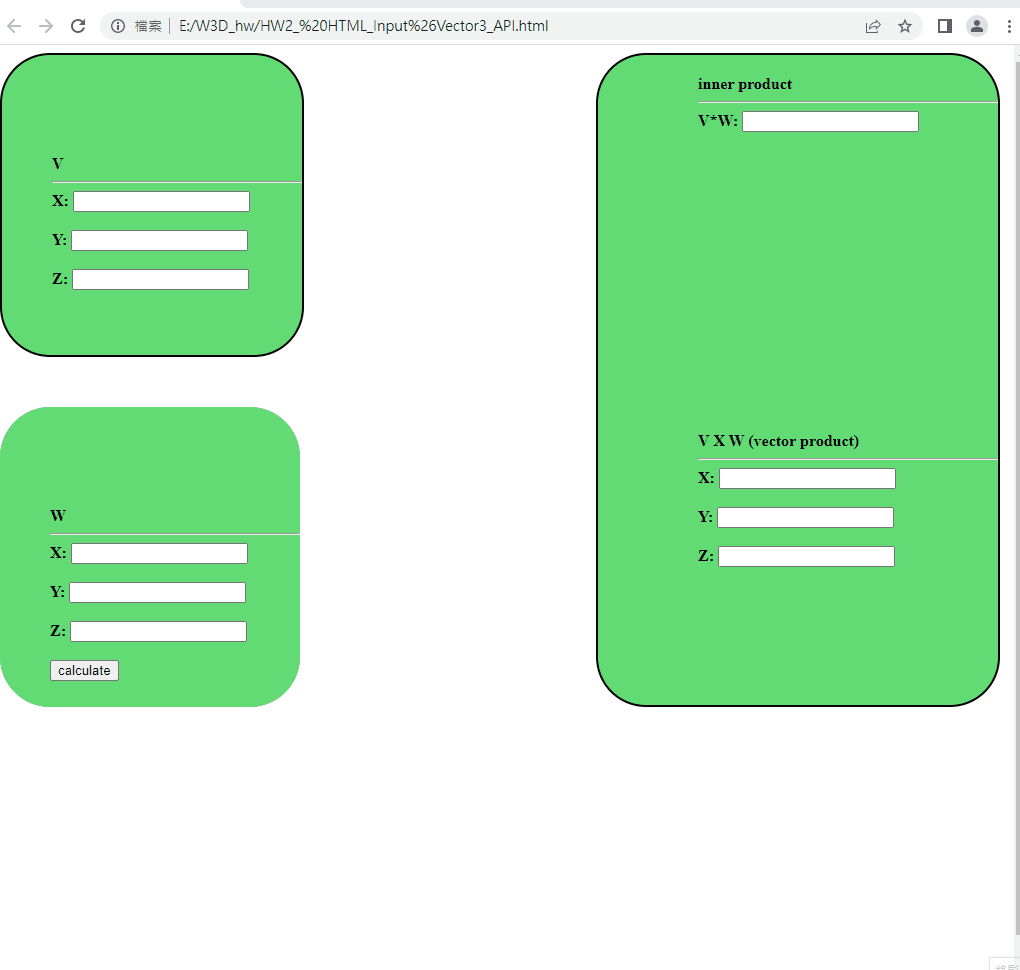 檔案 | E:/W3D_hw/HW2_%20HTML_Input%26Vector3_API.html
V
X:
Y:
Z:
W
X:
Y:
Z:
calculate
inner product
V*W:
V X W (vector product)
X:
Y:
Z: